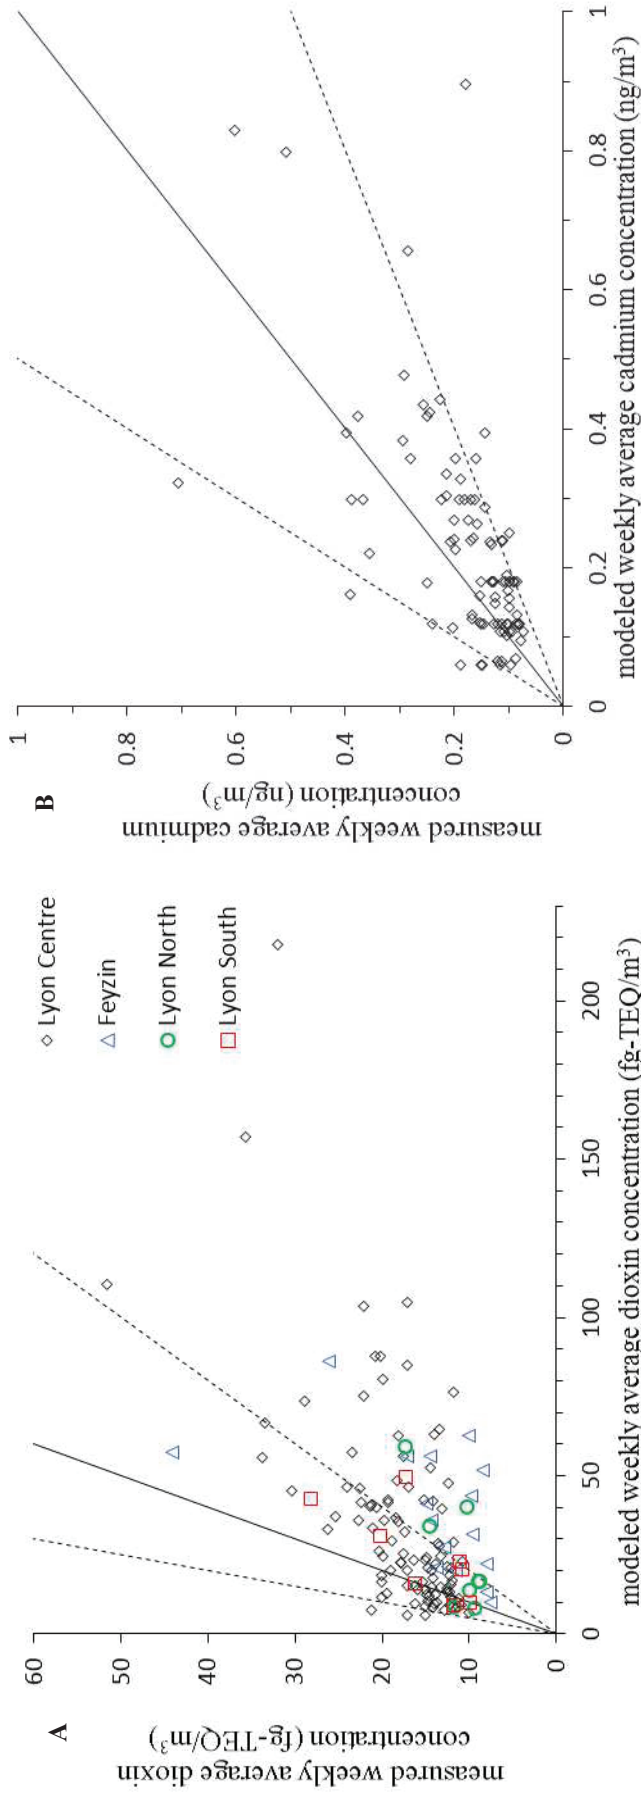 A
measured weekly average dioxin
concentration (fg-TEQ/m³)
60
50
40
30
20
10
0
0
50
100
150
200
modeled weekly average dioxin concentration (fg-TEQ/m³)
Lyon Centre
Feyzin
Lyon North
Lyon South
B
measured weekly average cadmium
concentration (ng/m³)
1
0.8
0.6
0.4
0.2
0
0
0.2
0.4
0.6
0.8
1
modeled weekly average cadmium concentration (ng/m³)